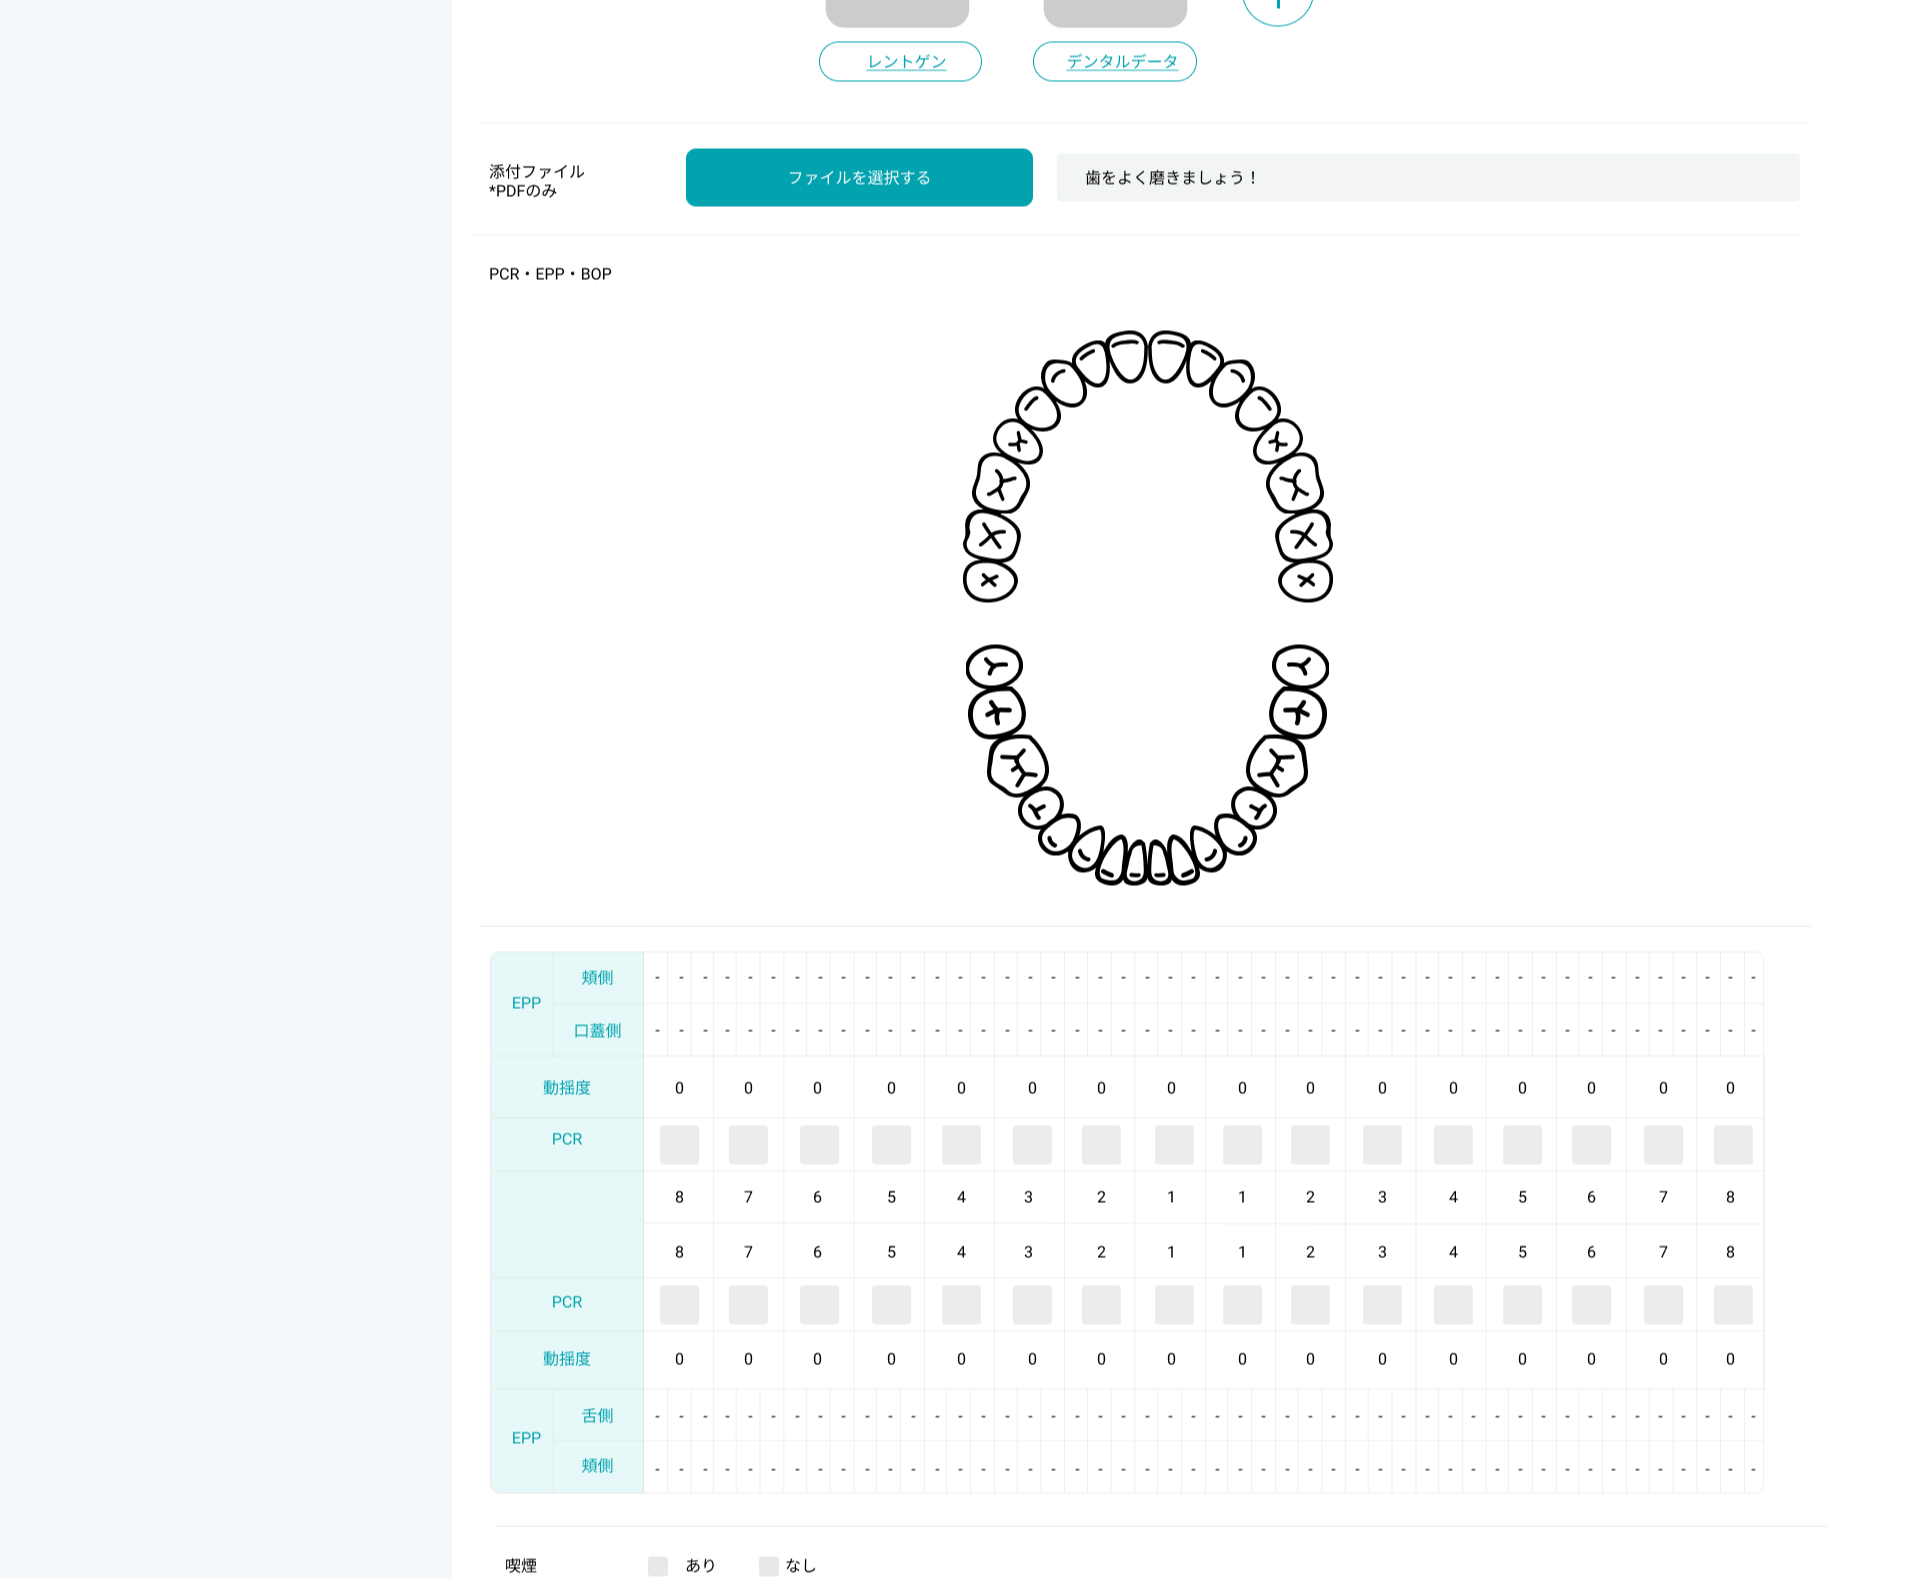 レントゲン デンタルデータ
添付ファイル
*PDFのみ
ファイルを選択する
歯をよく磨きましょう！
PCR・EPP・BOP
EPP
頬側 - - - - - - - - - - - - - - - - - - - - - - - - - - - - - - - - - - - - - - - - - - - - - - - -
口蓋側 - - - - - - - - - - - - - - - - - - - - - - - - - - - - - - - - - - - - - - - - - - - - - - - -
動揺度 0 0 0 0 0 0 0 0 0 0 0 0 0 0 0 0
PCR
8 7 6 5 4 3 2 1 1 2 3 4 5 6 7 8
8 7 6 5 4 3 2 1 1 2 3 4 5 6 7 8
PCR
動揺度 0 0 0 0 0 0 0 0 0 0 0 0 0 0 0 0
EPP
舌側 - - - - - - - - - - - - - - - - - - - - - - - - - - - - - - - - - - - - - - - - - - - - - - - -
頬側 - - - - - - - - - - - - - - - - - - - - - - - - - - - - - - - - - - - - - - - - - - - - - - - -
喫煙 あり なし